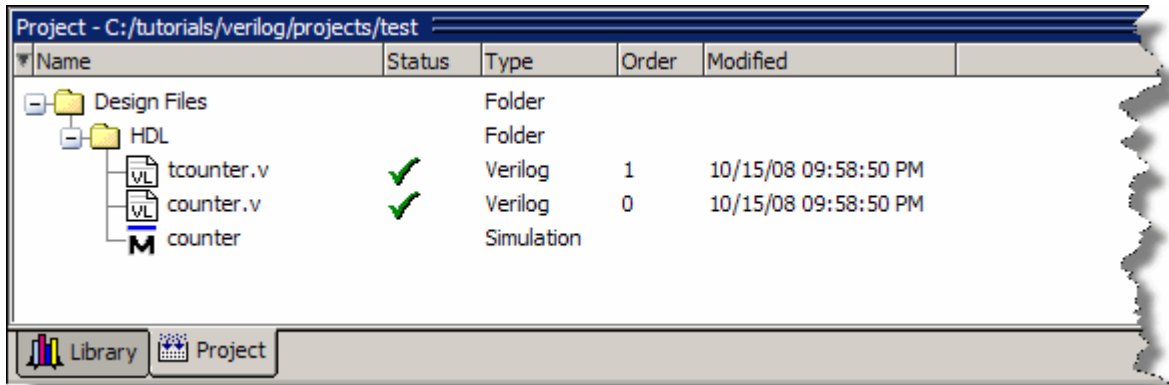 Project - C:/tutorials/verilog/projects/test
Name Status Type Order Modified
Design Files Folder
HDL Folder
VL tcounter.v Verilog 1 10/15/08 09:58:50 PM
VL counter.v Verilog 0 10/15/08 09:58:50 PM
M counter Simulation
Library Project